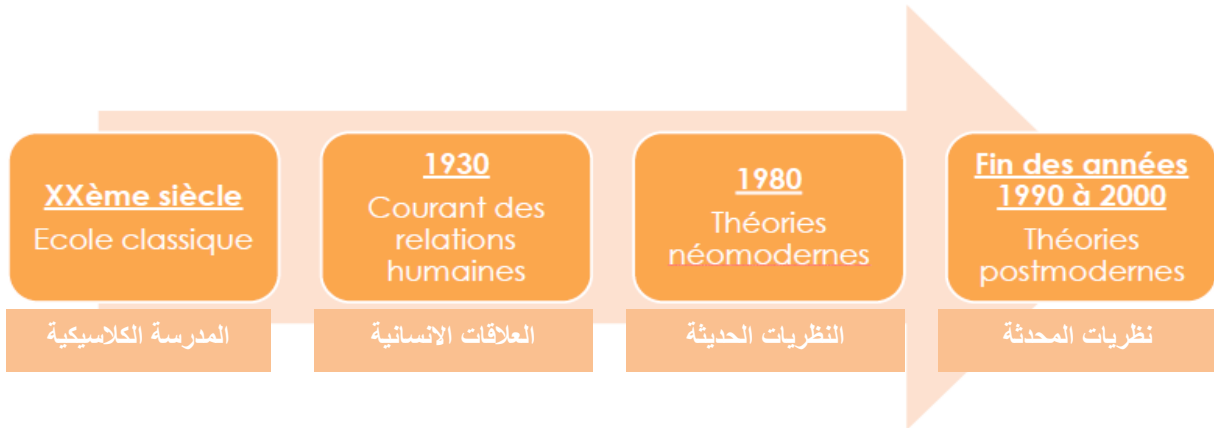 XXème siècle
Ecole classique
المدرسة الكلاسيكية
1930
Courant des
relations
humaines
العلاقات الانسانية
1980
Théories
néomodernes
النظريات الحديثة
Fin des années
1990 à 2000
Théories
postmodernes
نظريات المحدثة